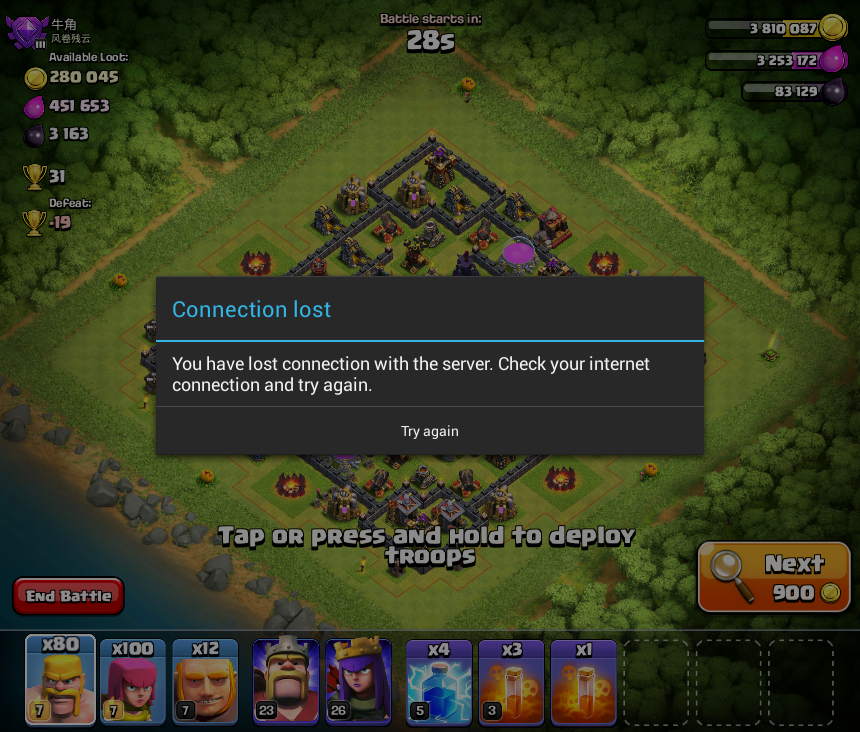 牛角
风卷残云
III
Available Loot:
280 045
451 653
3 163
31
Defeat:
-19
Battle starts in:
28s
3 810 087
3 253 172
83 129
Connection lost
You have lost connection with the server. Check your internet
connection and try again.
Try again
Tap or press and hold to deploy
troops
End Battle
Next
900
x80
x100
x12
x4
x3
x1
7
7
7
23
26
5
3